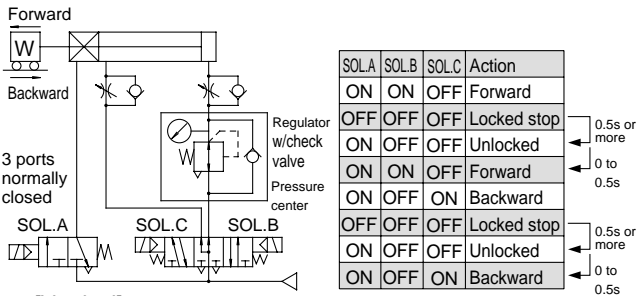 Forward
W
Backward
Regulator
w/check
valve
Pressure
center
3 ports
normally
closed
SOL.A
SOL.C
SOL.B
SOL.A SOL.B SOL.C Action
ON ON OFF Forward
OFF OFF OFF Locked stop
ON OFF OFF Unlocked
ON ON OFF Forward
ON OFF ON Backward
OFF OFF OFF Locked stop
ON OFF OFF Unlocked
ON OFF ON Backward
0.5s or
more
0 to
0.5s
0.5s or
more
0 to
0.5s